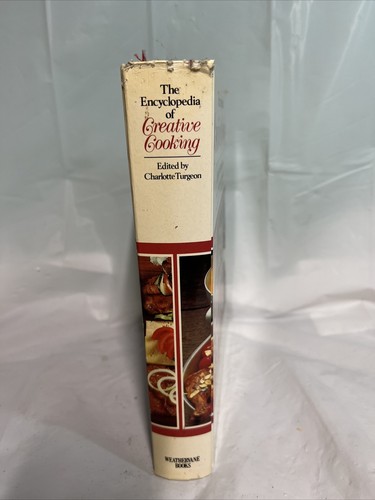 The
Encyclopedia
of
Creative
Cooking
Edited by
Charlotte Turgeon
WEATHERVANE
BOOKS